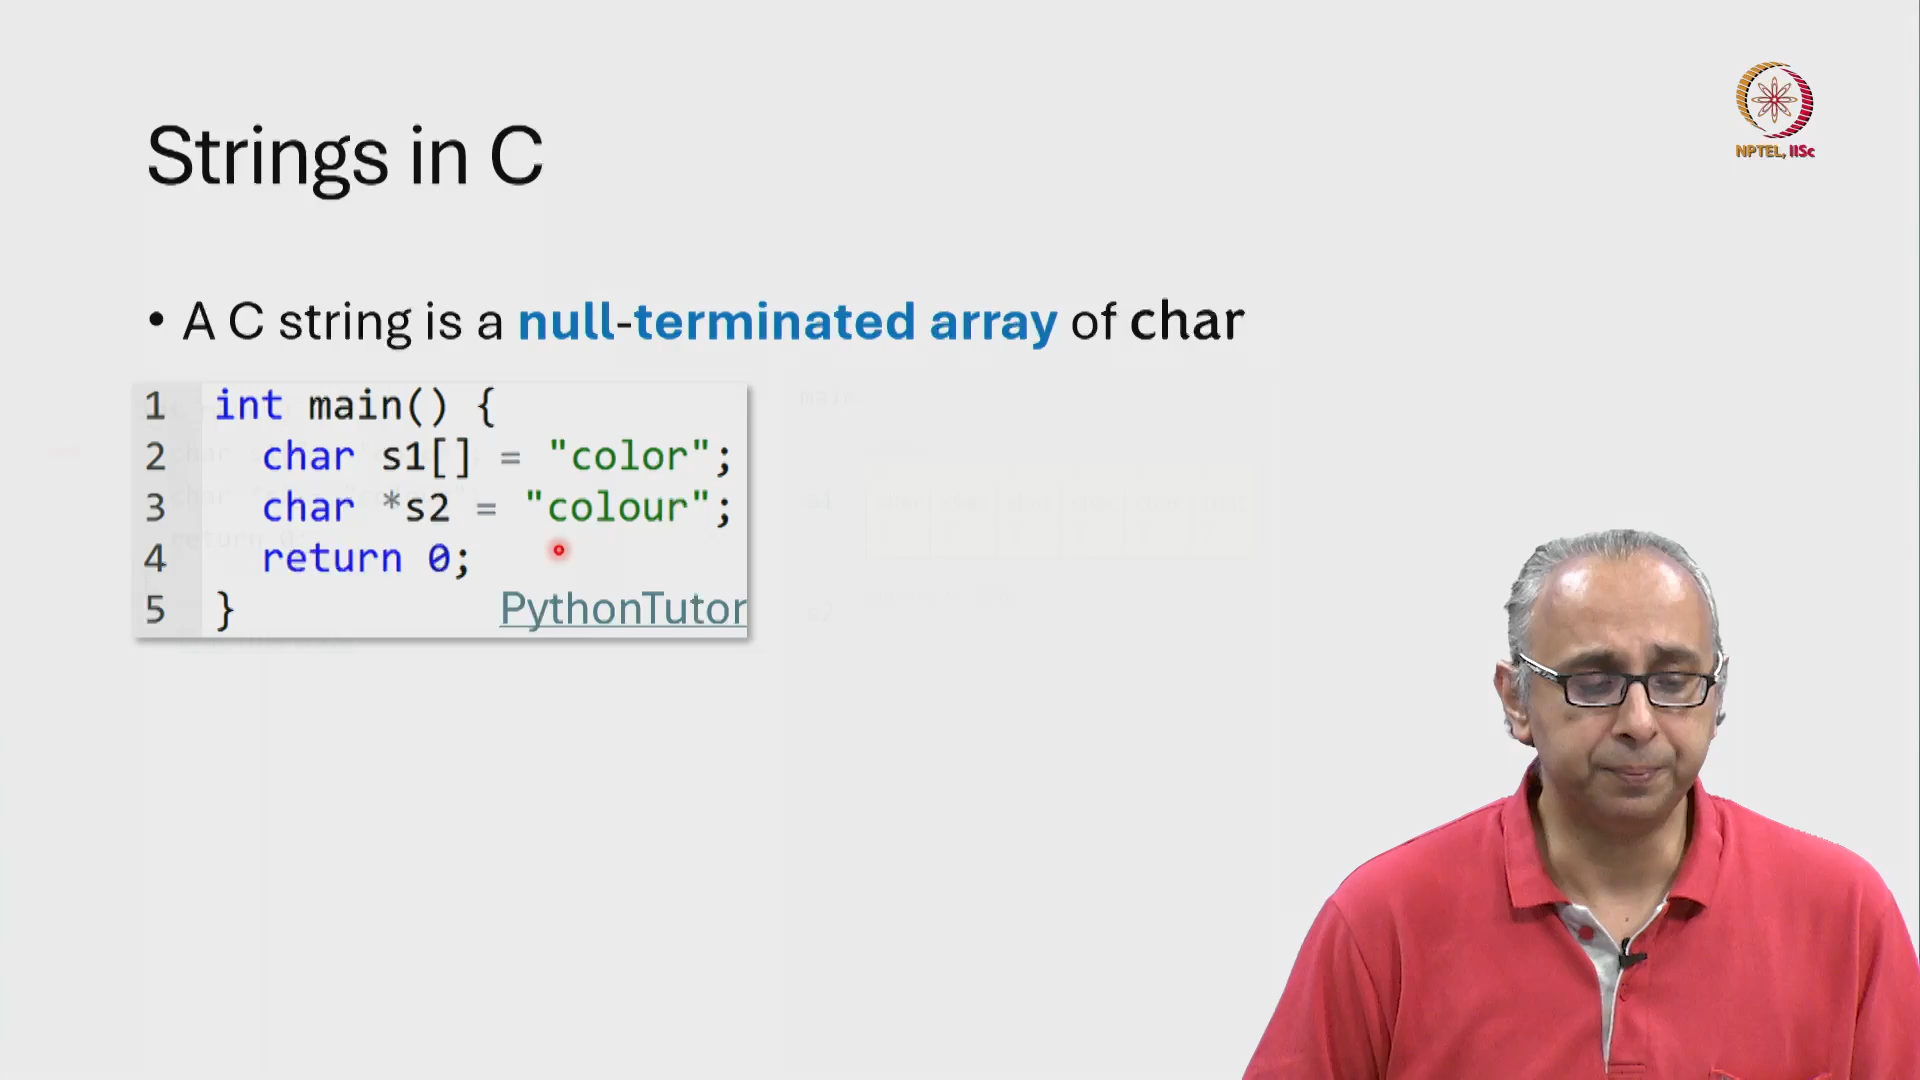 NPTEL, IISc
Strings in C
• A C string is a null-terminated array of char
1 int main() {
2 char s1[] = "color";
3 char *s2 = "colour";
4 return 0;
5 }
PythonTutor